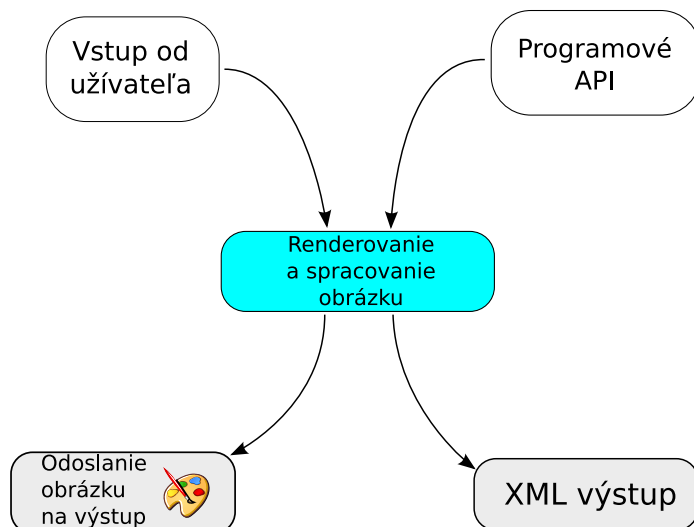 Vstup od
užívateľa
Programové
API
Renderovanie
a spracovanie
obrázku
Odoslanie
obrázku
na výstup
XML výstup